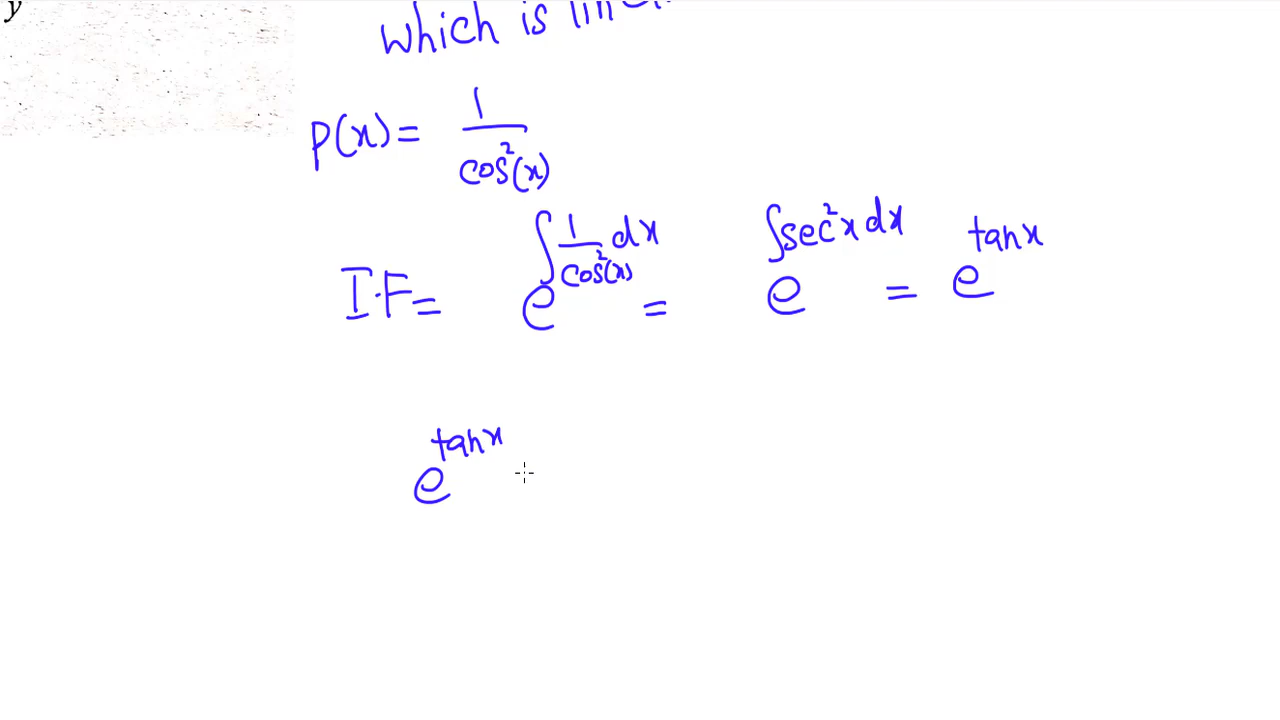 y
which is
P(x) = 1/cos²(x)
I.F = e^∫ 1/cos²(x) dx = e^∫sec²x dx = e^tanx
e^tanx